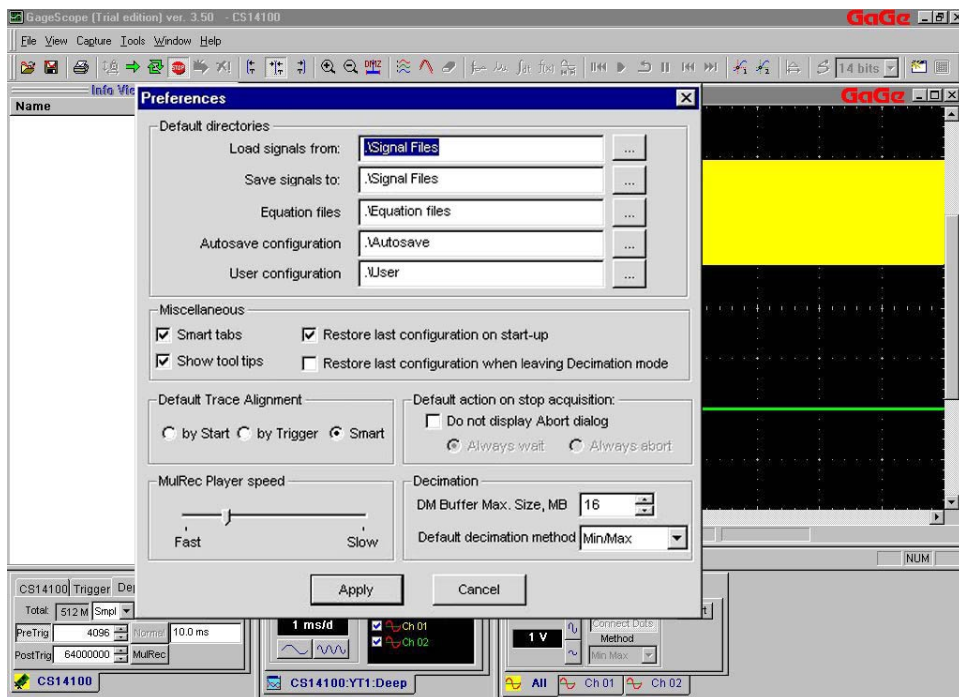 GageScope (Trial edition) ver. 3.50 - CS14100
GaGe
File View Capture Tools Window Help
DMZ
14 bits
Info Vie
Name
GaGe
Preferences
Default directories
Load signals from: .\Signal Files ...
Save signals to: .\Signal Files ...
Equation files .\Equation files ...
Autosave configuration .\Autosave ...
User configuration .\User ...
Miscellaneous
Smart tabs Restore last configuration on start-up
Show tool tips Restore last configuration when leaving Decimation mode
Default Trace Alignment
by Start by Trigger Smart
Default action on stop acquisition:
Do not display Abort dialog
Always wait Always abort
MulRec Player speed
Fast Slow
Decimation
DM Buffer Max. Size, MB 16
Default decimation method Min/Max
Apply Cancel
NUM
CS14100 Trigger De
Total: 512 M Smpl
PreTrig 4096 Normal 10.0 ms
PostTrig 64000000 MulRec
CS14100
1 ms/d
Ch 01
Ch 02
CS14100:YT1:Deep
1 V
Connect Dots
Method
Min Max
All Ch 01 Ch 02